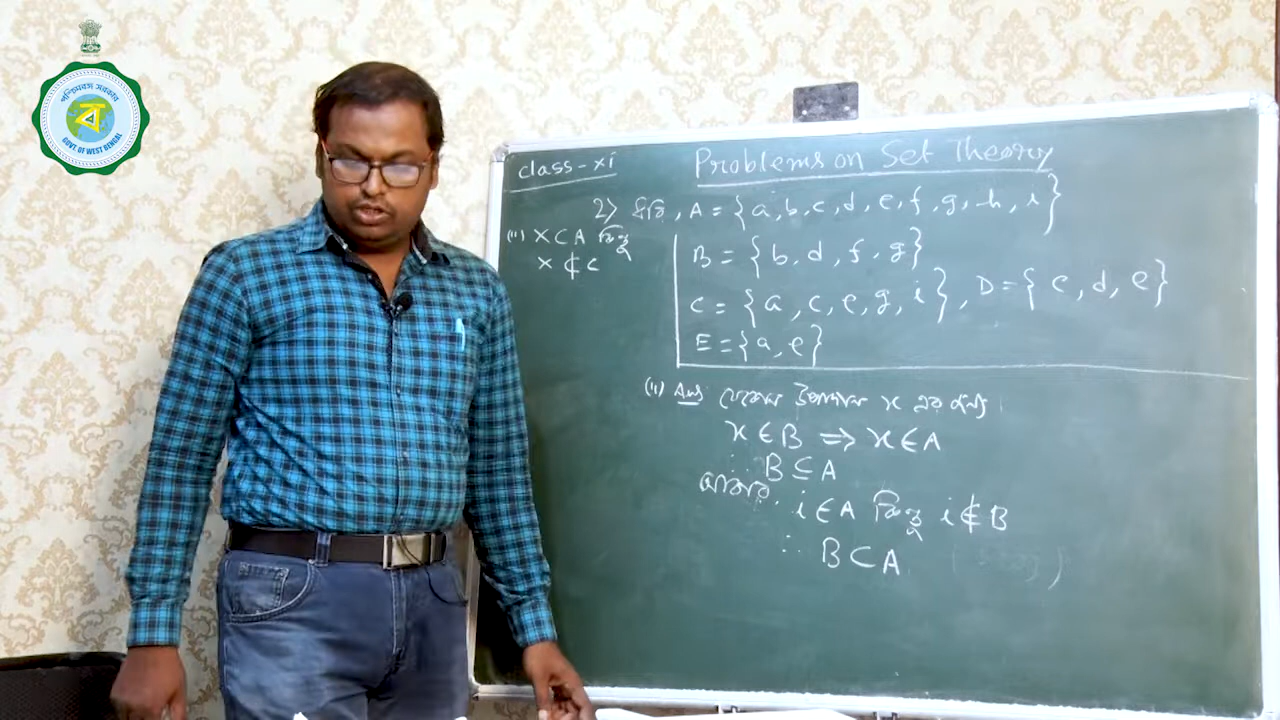 পশ্চিমবঙ্গ সরকার
ব
GOVT. OF WEST BENGAL
class-xi
Problems on Set Theory
2) ধরি, A = {a, b, c, d, e, f, g, h, i}
(ii) X ⊂ A কিন্তু
X ⊄ C
B = {b, d, f, g}
C = {a, c, e, g, i}, D = {c, d, e}
E = {a, e}
(ii) Ans যেকোন উপাদান x এর জন্য
x ∈ B ⇒ x ∈ A
∴ B ⊆ A
আবার, i ∈ A কিন্তু i ∉ B
∴ B ⊂ A